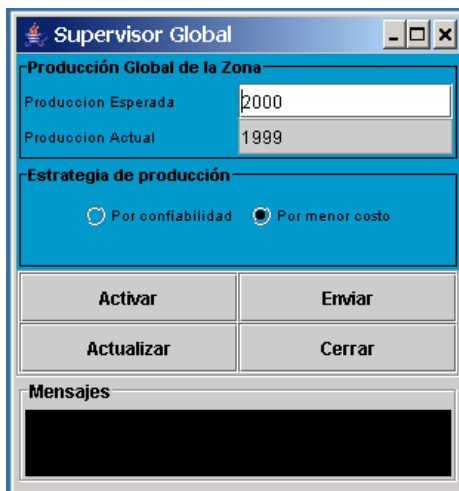 Supervisor Global
Producción Global de la Zona
Produccion Esperada 2000
Produccion Actual 1999
Estrategia de producción
Por confiabilidad Por menor costo
Activar Enviar
Actualizar Cerrar
Mensajes